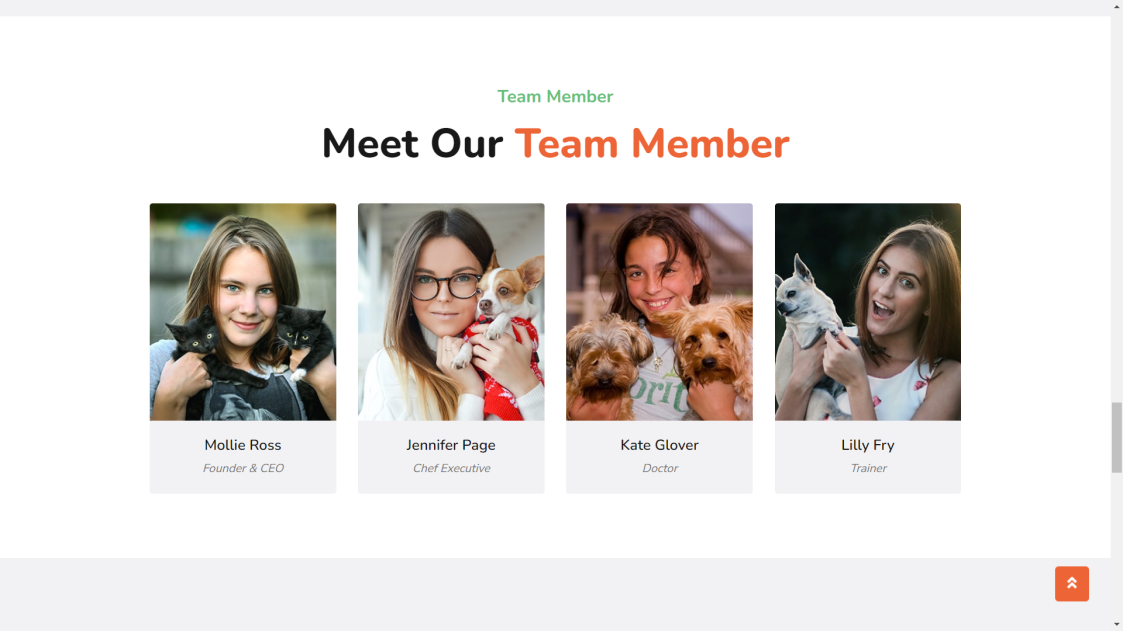 Team Member
Meet Our Team Member
Mollie Ross
Founder & CEO
Jennifer Page
Chef Executive
Kate Glover
Doctor
Lilly Fry
Trainer